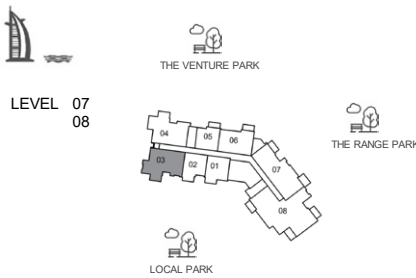 THE VENTURE PARK
LEVEL 07
08
THE RANGE PARK
04
05
06
03
02
01
07
08
LOCAL PARK